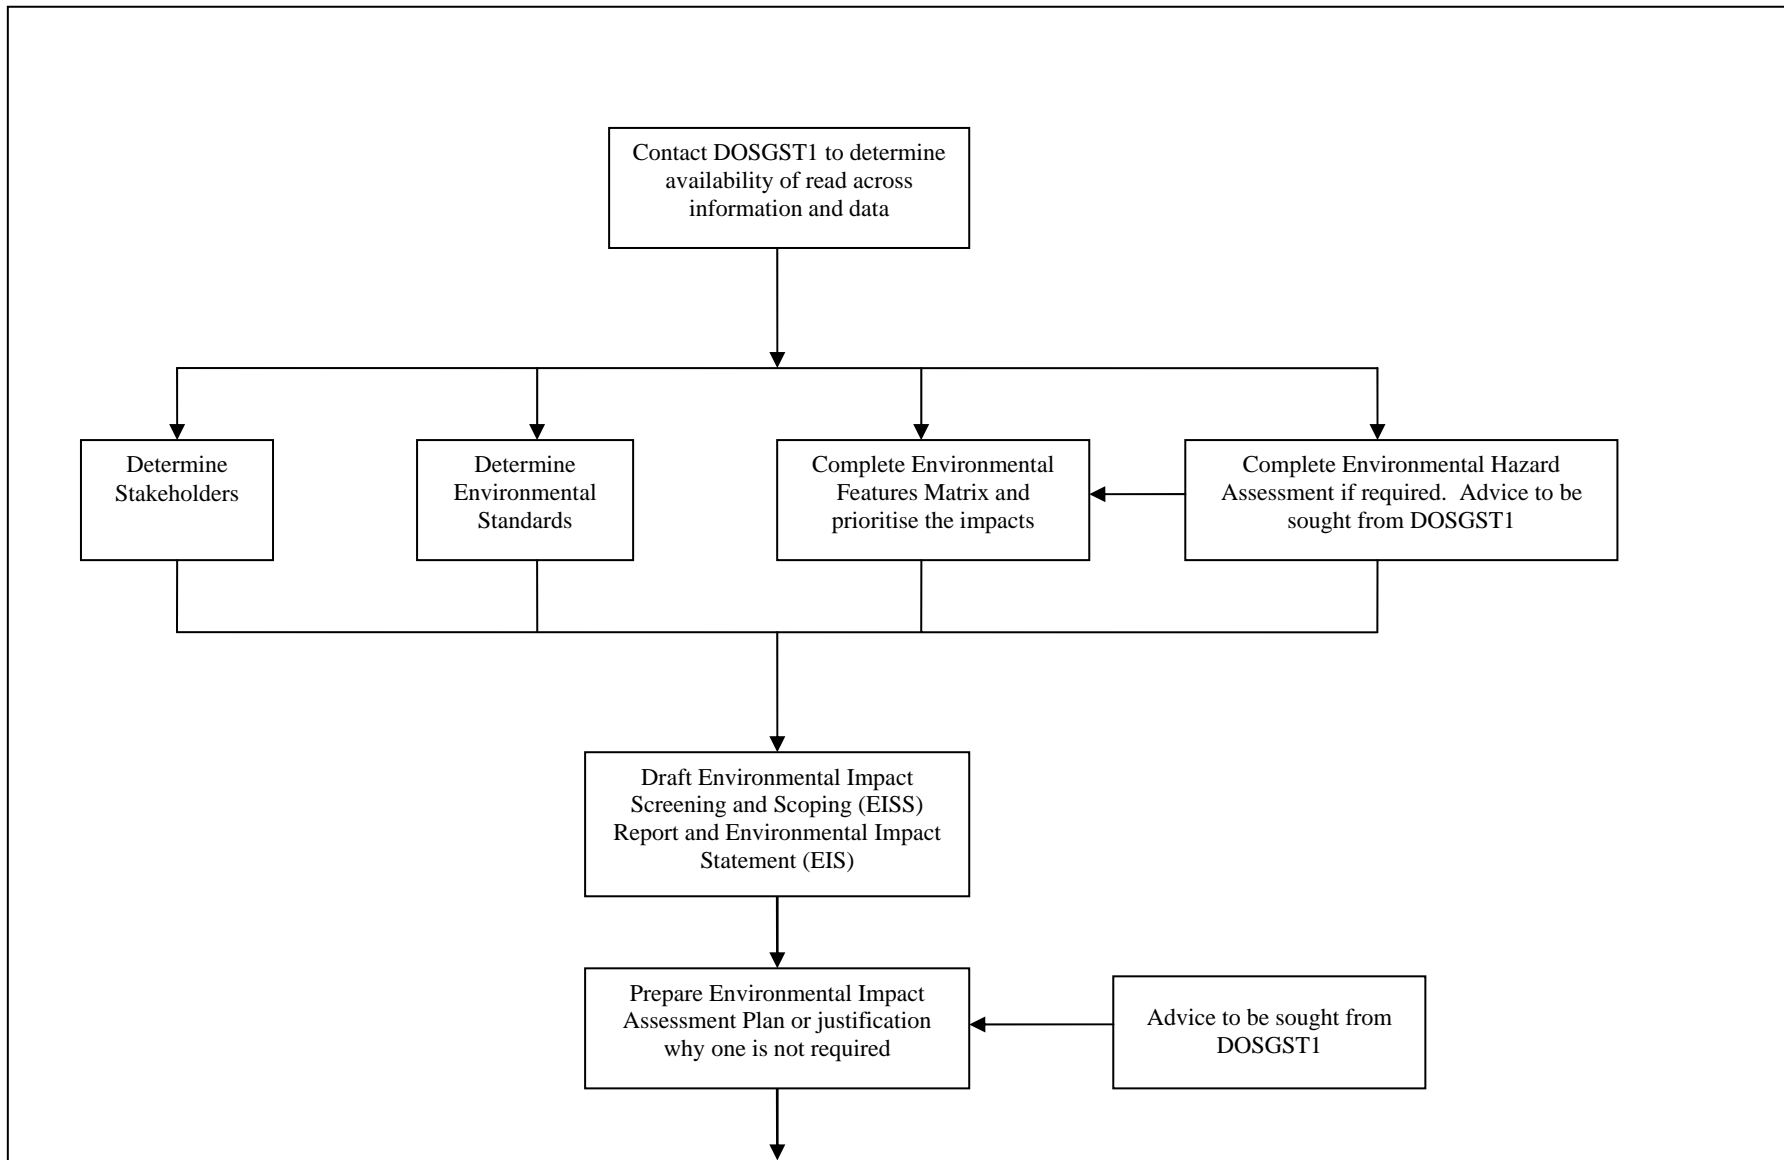 Contact DOSGST1 to determine
availability of read across
information and data
Determine
Stakeholders
Determine
Environmental
Standards
Complete Environmental
Features Matrix and
prioritise the impacts
Complete Environmental Hazard
Assessment if required.  Advice to be
sought from DOSGST1
Draft Environmental Impact
Screening and Scoping (EISS)
Report and Environmental Impact
Statement (EIS)
Prepare Environmental Impact
Assessment Plan or justification
why one is not required
Advice to be sought from
DOSGST1